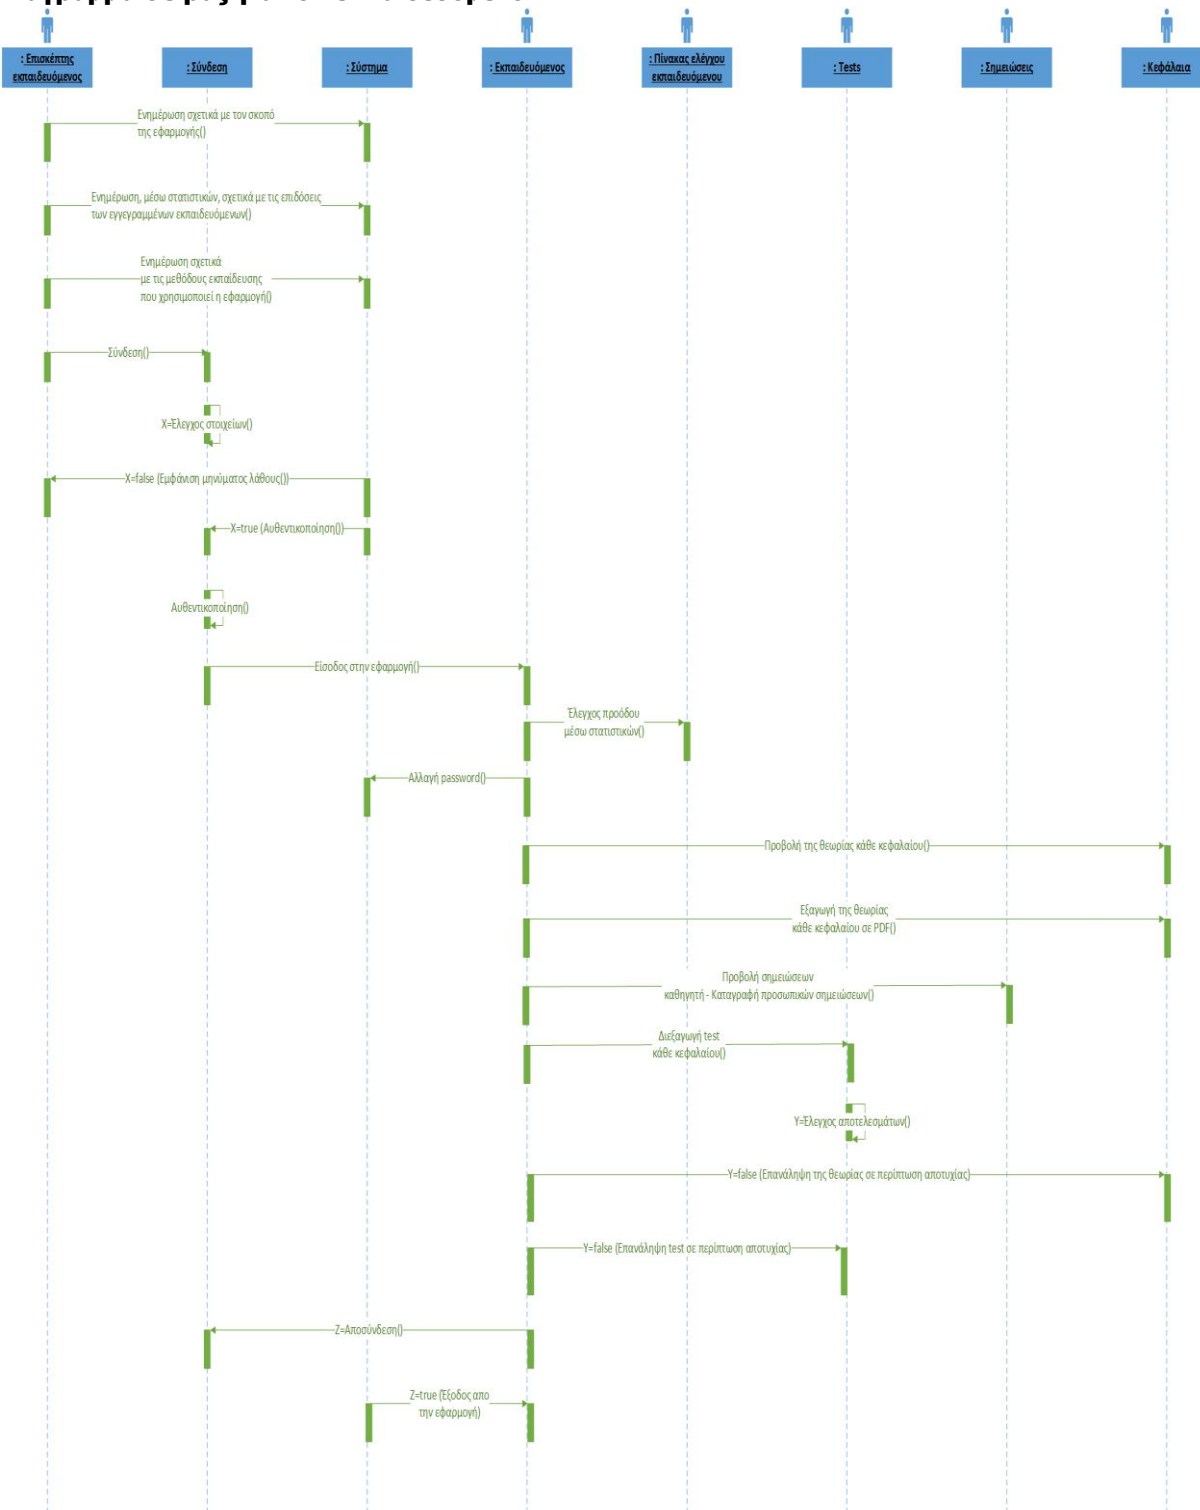 : Επισκέπτης
εκπαιδευόμενος
: Σύνδεση
: Σύστημα
: Εκπαιδευόμενος
: Πίνακας ελέγχου
εκπαιδευόμενου
: Tests
: Σημειώσεις
: Κεφάλαια
Ενημέρωση σχετικά με τον σκοπό
της εφαρμογής()
Ενημέρωση, μέσω στατιστικών, σχετικά με τις επιδόσεις
των εγγεγραμμένων εκπαιδευόμενων()
Ενημέρωση σχετικά
με τις μεθόδους εκπαίδευσης
που χρησιμοποιεί η εφαρμογή()
Σύνδεση()
X=Έλεγχος στοιχείων()
X=false (Εμφάνιση μηνύματος λάθους())
X=true (Αυθεντικοποίηση())
Αυθεντικοποίηση()
Είσοδος στην εφαρμογή()
Έλεγχος προόδου
μέσω στατιστικών()
Αλλαγή password()
Προβολή της θεωρίας κάθε κεφαλαίου()
Εξαγωγή της θεωρίας
κάθε κεφαλαίου σε PDF()
Προβολή σημειώσεων
καθηγητή - Καταγραφή προσωπικών σημειώσεων()
Διεξαγωγή test
κάθε κεφαλαίου()
Y=Έλεγχος αποτελεσμάτων()
Y=false (Επανάληψη της θεωρίας σε περίπτωση αποτυχίας)
Y=false (Επανάληψη test σε περίπτωση αποτυχίας)
Z=Αποσύνδεση()
Z=true (Έξοδος απο
την εφαρμογή)